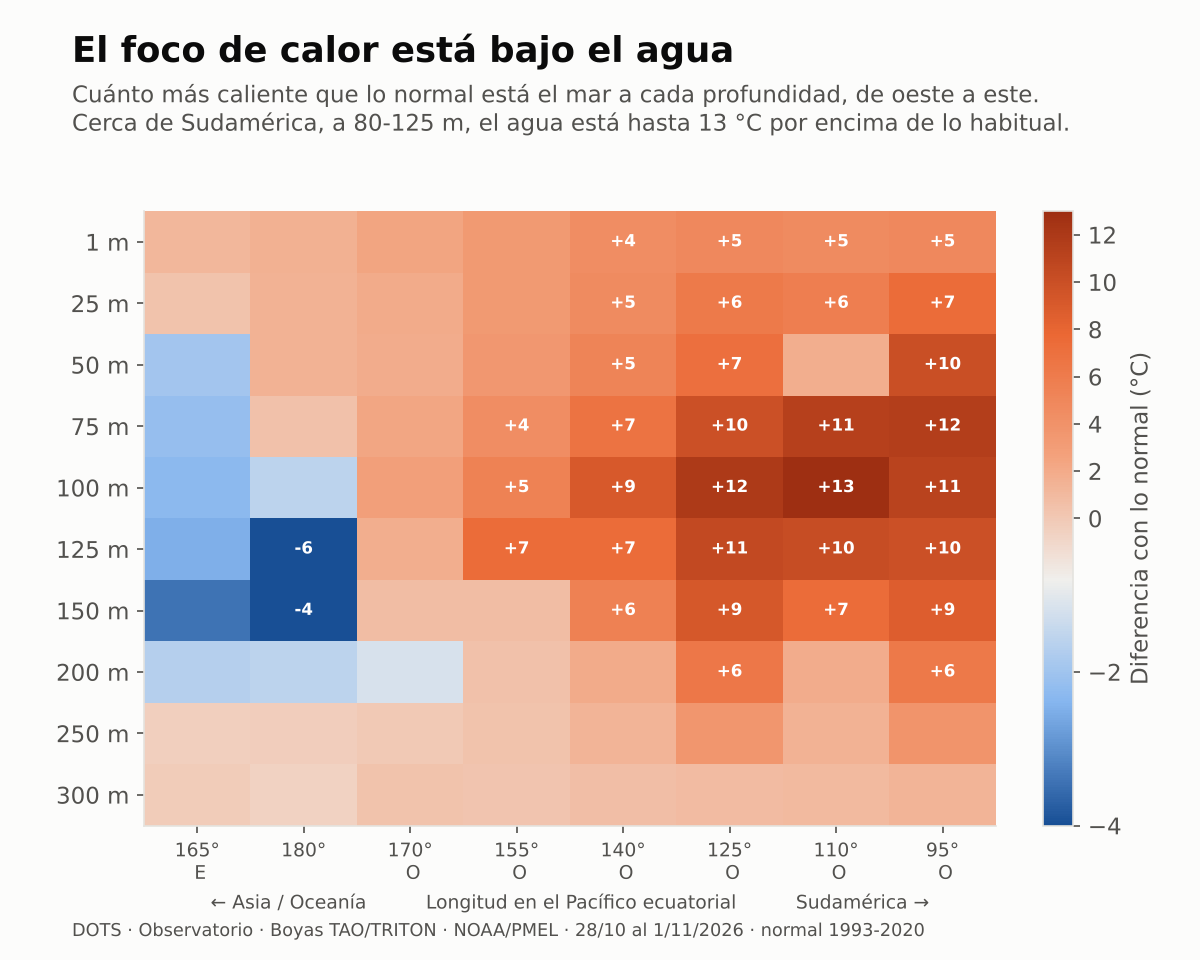 El foco de calor está bajo el agua
Cuánto más caliente que lo normal está el mar a cada profundidad, de oeste a este.
Cerca de Sudamérica, a 80-125 m, el agua está hasta 13 °C por encima de lo habitual.
1 m +4 +5 +5 +5
25 m +5 +6 +6 +7
50 m +5 +7 +10
75 m +4 +7 +10 +11 +12
100 m +5 +9 +12 +13 +11
125 m -6 +7 +7 +11 +10 +10
150 m -4 +6 +9 +7 +9
200 m +6 +6
250 m
300 m
165° E
180°
170° O
155° O
140° O
125° O
110° O
95° O
← Asia / Oceanía
Longitud en el Pacífico ecuatorial
Sudamérica →
12
10
8
6
4
2
0
−2
−4
Diferencia con lo normal (°C)
DOTS · Observatorio · Boyas TAO/TRITON · NOAA/PMEL · 28/10 al 1/11/2026 · normal 1993-2020